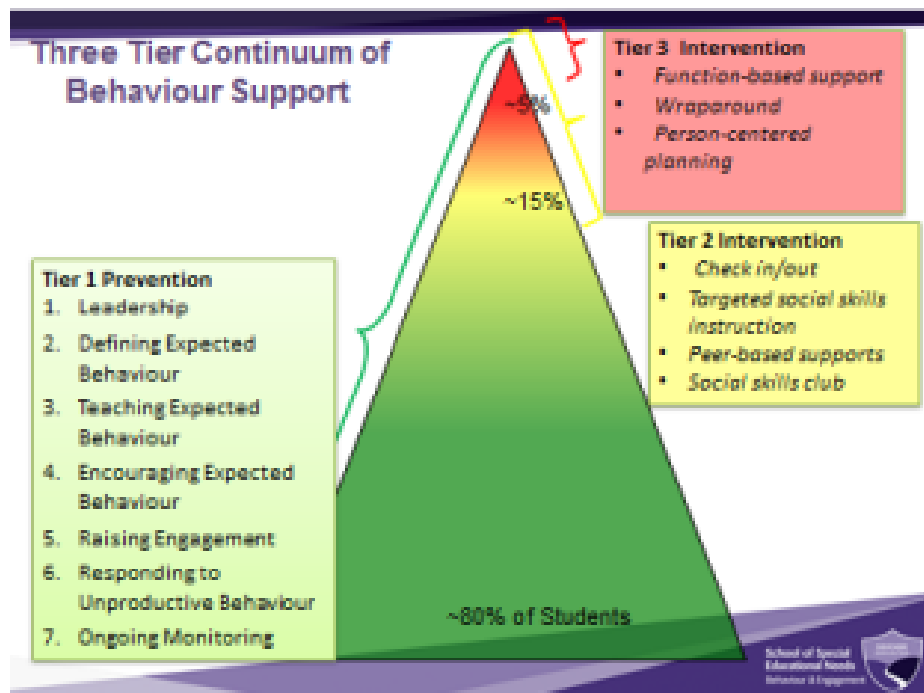 Three Tier Continuum of
Behaviour Support
Tier 3 Intervention
▪ Function-based support
▪ Wraparound
▪ Person-centered
planning
~5%
~15%
Tier 2 Intervention
▪ Check in/out
▪ Targeted social skills
instruction
▪ Peer-based supports
▪ Social skills club
Tier 1 Prevention
1. Leadership
2. Defining Expected
Behaviour
3. Teaching Expected
Behaviour
4. Encouraging Expected
Behaviour
5. Raising Engagement
6. Responding to
Unproductive Behaviour
7. Ongoing Monitoring
~80% of Students
School of Special
Educational Needs
Behaviour & Engagement